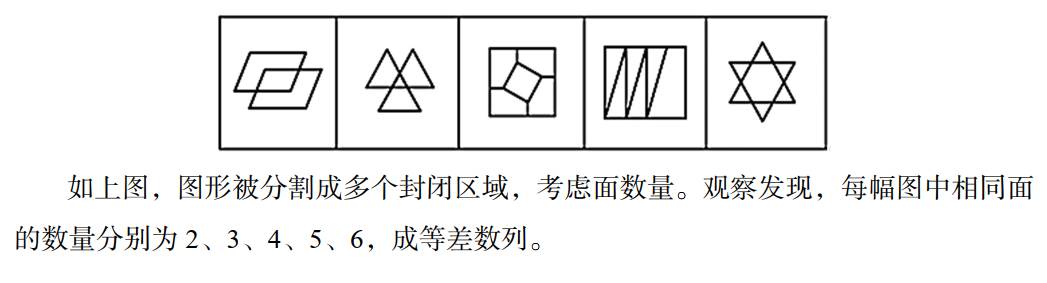 如上图，图形被分割成多个封闭区域，考虑面数量。观察发现，每幅图中相同面
的数量分别为 2、3、4、5、6，成等差数列。